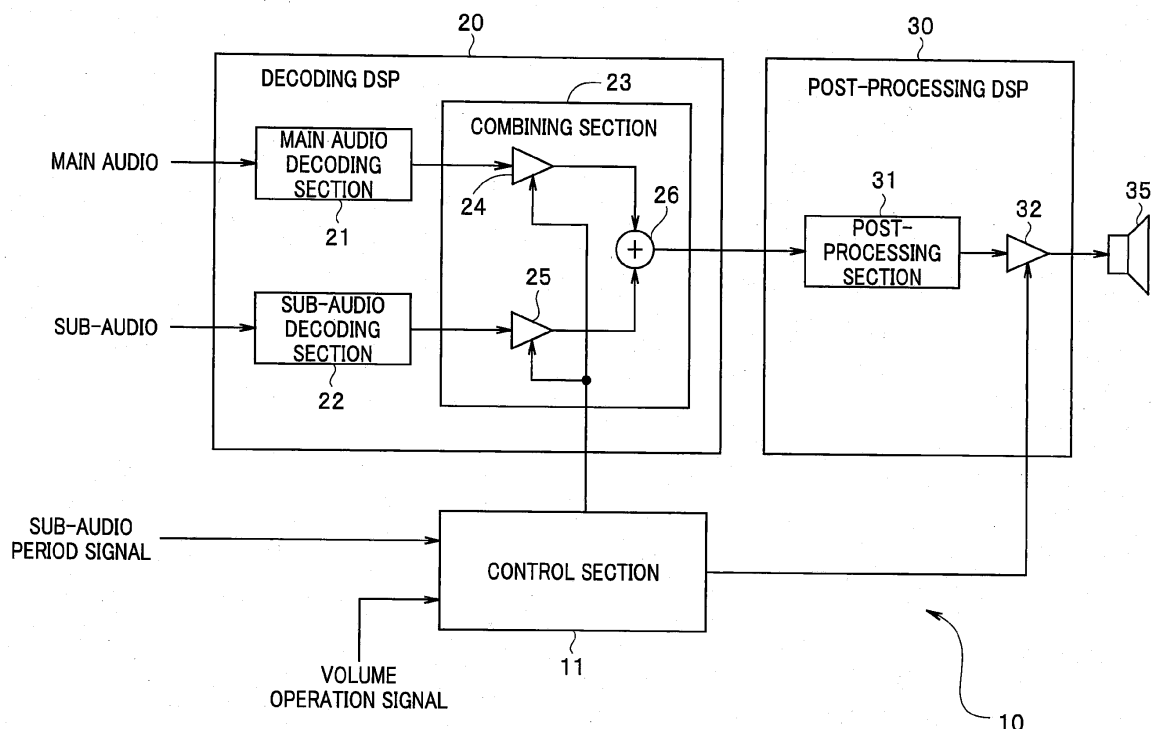 20
30
DECODING DSP
23
POST-PROCESSING DSP
COMBINING SECTION
MAIN AUDIO
MAIN AUDIO
DECODING
SECTION
21
24
26
31
POST-
PROCESSING
SECTION
32
35
SUB-AUDIO
SUB-AUDIO
DECODING
SECTION
22
25
SUB-AUDIO
PERIOD SIGNAL
CONTROL SECTION
11
VOLUME
OPERATION SIGNAL
10